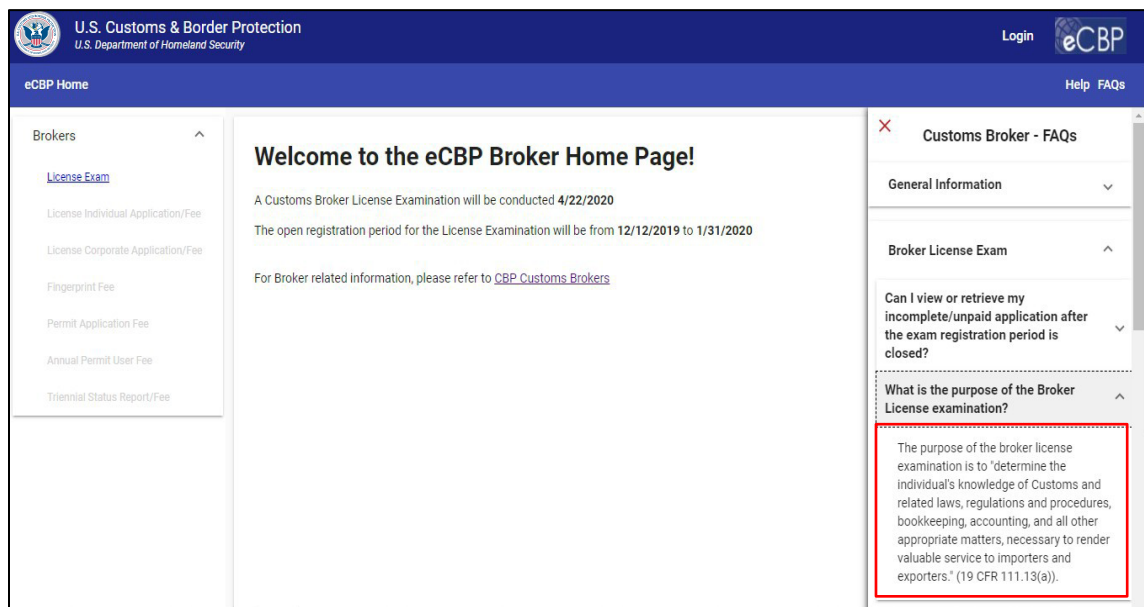 U.S. Customs & Border Protection
U.S. Department of Homeland Security
Login
eCBP
eCBP Home
Help FAQs
Brokers
License Exam
License Individual Application/Fee
License Corporate Application/Fee
Fingerprint Fee
Permit Application Fee
Annual Permit User Fee
Triennial Status Report/Fee
Welcome to the eCBP Broker Home Page!
A Customs Broker License Examination will be conducted 4/22/2020
The open registration period for the License Examination will be from 12/12/2019 to 1/31/2020
For Broker related information, please refer to CBP Customs Brokers
Customs Broker - FAQs
General Information
Broker License Exam
Can I view or retrieve my
incomplete/unpaid application after
the exam registration period is
closed?
What is the purpose of the Broker
License examination?
The purpose of the broker license
examination is to "determine the
individual's knowledge of Customs and
related laws, regulations and procedures,
bookkeeping, accounting, and all other
appropriate matters, necessary to render
valuable service to importers and
exporters." (19 CFR 111.13(a)).